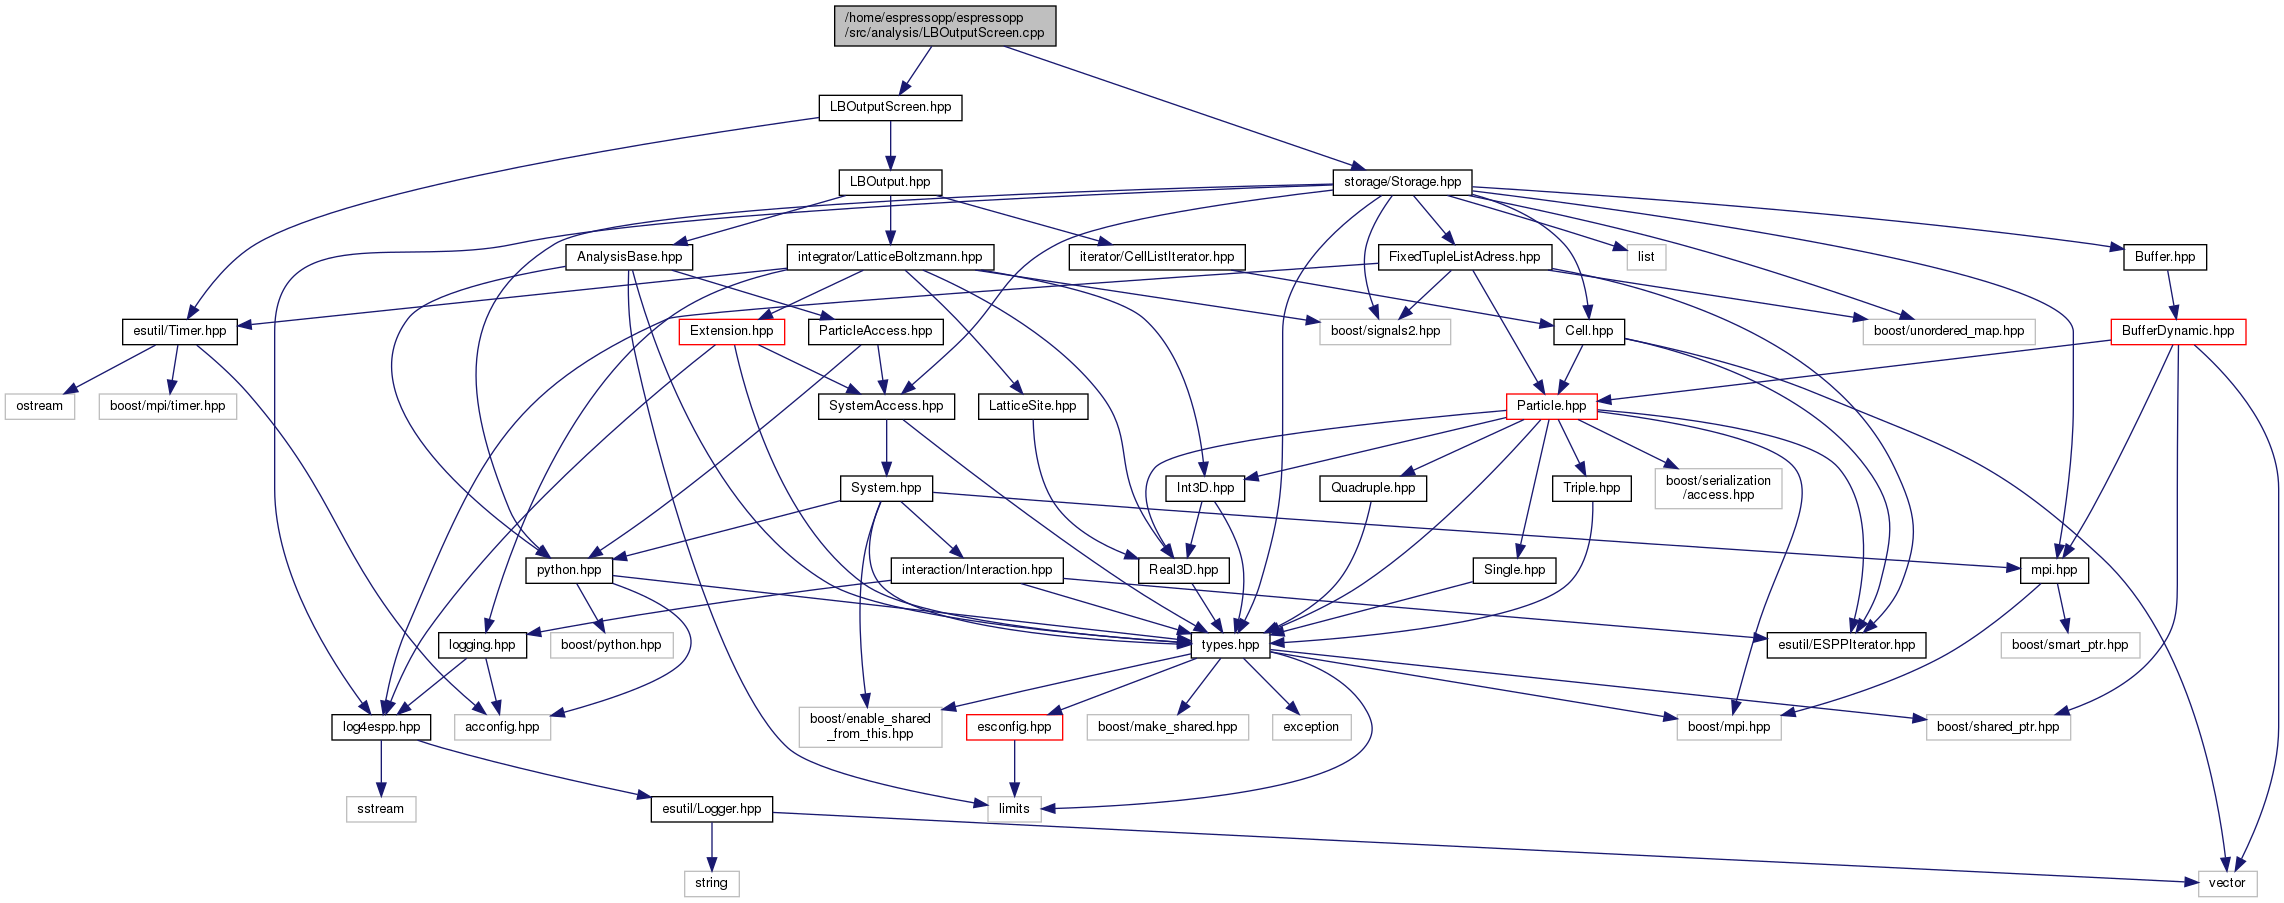 /home/espressopp/espressopp
/src/analysis/LBOutputScreen.cpp
LBOutputScreen.hpp
LBOutput.hpp
storage/Storage.hpp
AnalysisBase.hpp
integrator/LatticeBoltzmann.hpp
iterator/CellListIterator.hpp
FixedTupleListAdress.hpp
list
Buffer.hpp
esutil/Timer.hpp
Extension.hpp
ParticleAccess.hpp
boost/signals2.hpp
Cell.hpp
boost/unordered_map.hpp
BufferDynamic.hpp
ostream
boost/mpi/timer.hpp
SystemAccess.hpp
LatticeSite.hpp
Particle.hpp
System.hpp
Int3D.hpp
Quadruple.hpp
Triple.hpp
boost/serialization
/access.hpp
python.hpp
interaction/Interaction.hpp
Real3D.hpp
Single.hpp
mpi.hpp
logging.hpp
boost/python.hpp
types.hpp
esutil/ESPPIterator.hpp
boost/smart_ptr.hpp
log4espp.hpp
acconfig.hpp
boost/enable_shared
_from_this.hpp
esconfig.hpp
boost/make_shared.hpp
exception
boost/mpi.hpp
boost/shared_ptr.hpp
sstream
esutil/Logger.hpp
limits
string
vector